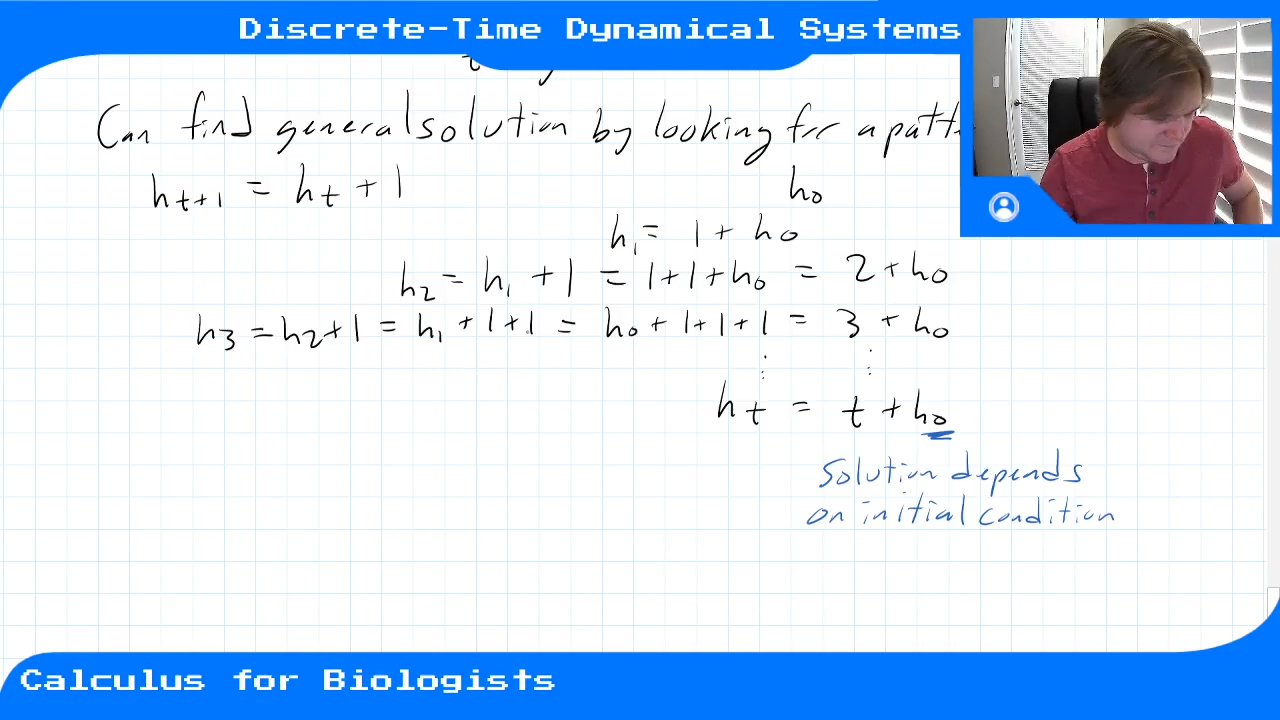 Discrete-Time Dynamical Systems
Can find general solution by looking for a
h_{t+1} = h_t + 1
h_0
h_1 = 1 + h_0
h_2 = h_1 + 1 = 1 + 1 + h_0 = 2 + h_0
h_3 = h_2 + 1 = h_1 + 1 + 1 = h_0 + 1 + 1 + 1 = 3 + h_0
⋮ ⋮
h_t = t + h_0
solution depends
on initial condition
Calculus for Biologists